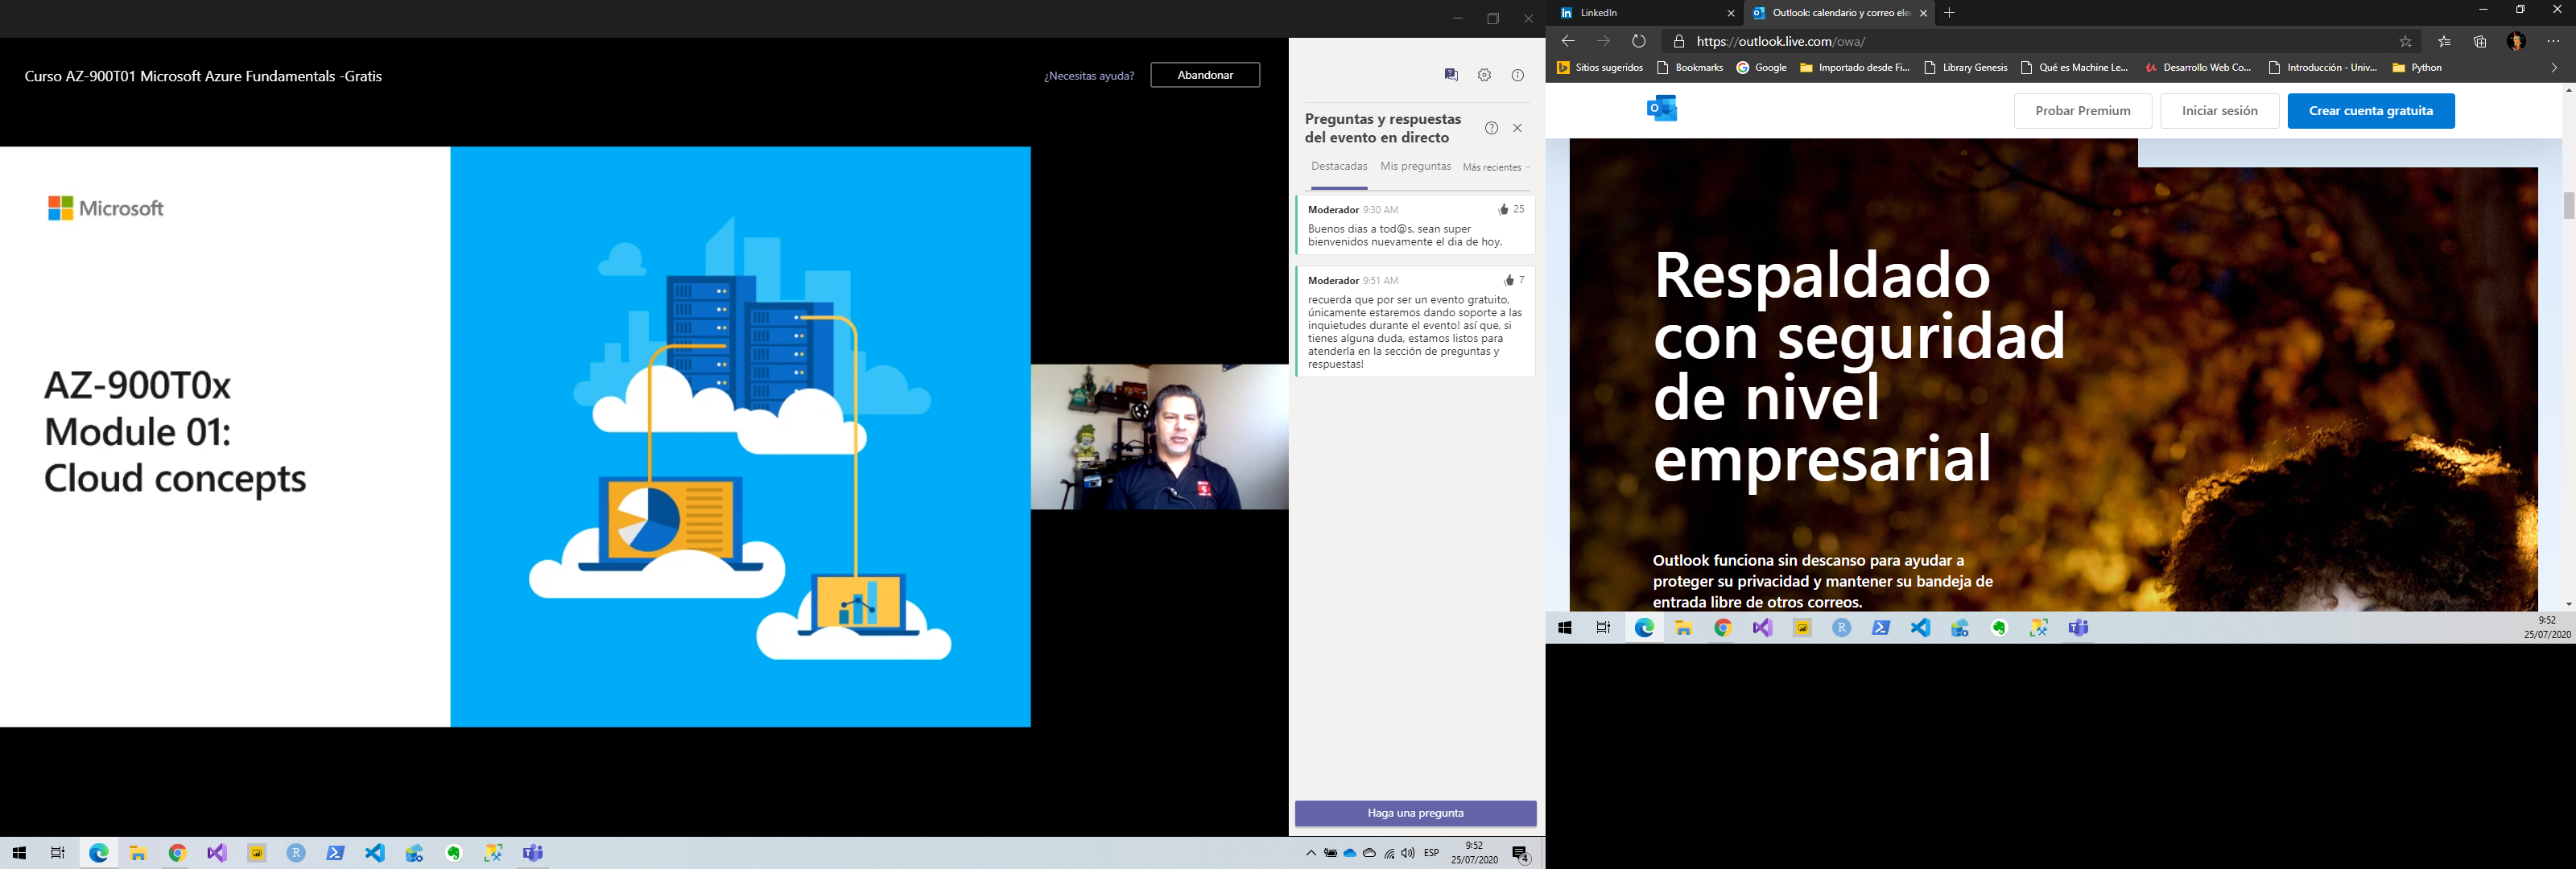 Curso AZ-900T01 Microsoft Azure Fundamentals -Gratis
¿Necesitas ayuda?
Abandonar
Microsoft
AZ-900T0x
Module 01:
Cloud concepts
Preguntas y respuestas
del evento en directo
Destacadas
Mis preguntas
Más recientes
Moderador 9:30 AM
25
Buenos dias a tod@s, sean super
bienvenidos nuevamente el dia de hoy.
Moderador 9:51 AM
7
recuerda que por ser un evento gratuito,
únicamente estaremos dando soporte a las
inquietudes durante el evento! así que, si
tienes alguna duda, estamos listos para
atenderla en la sección de preguntas y
respuestas!
Haga una pregunta
ESP
9:52
25/07/2020
4
LinkedIn
Outlook: calendario y correo ele
https://outlook.live.com/owa/
Sitios sugeridos
Bookmarks
Google
Importado desde Fi...
Library Genesis
Qué es Machine Le...
Desarrollo Web Co...
Introducción - Univ...
Python
Probar Premium
Iniciar sesión
Crear cuenta gratuita
Respaldado
con seguridad
de nivel
empresarial
Outlook funciona sin descanso para ayudar a
proteger su privacidad y mantener su bandeja de
entrada libre de otros correos.
9:52
25/07/2020